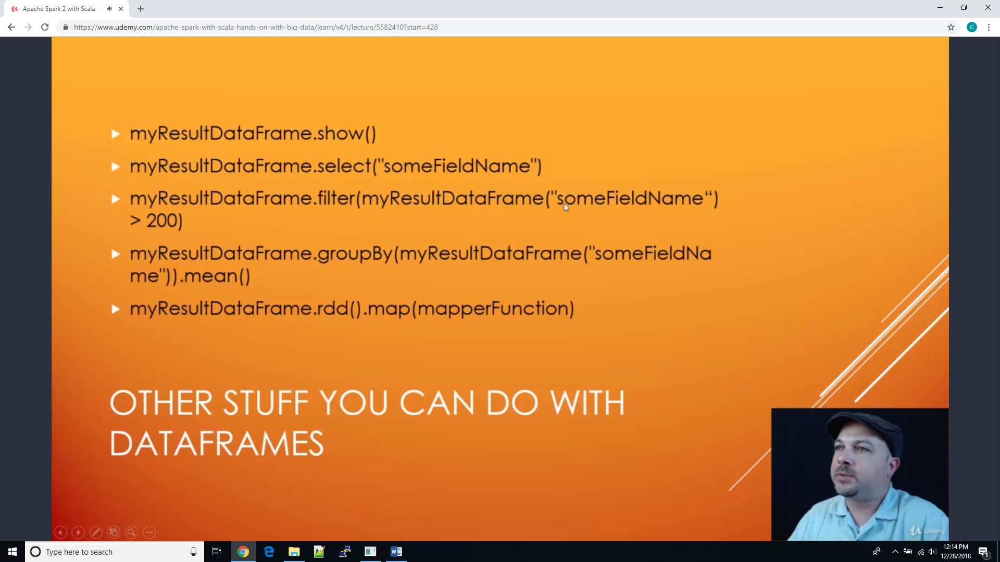 Apache Spark 2 with Scala -
https://www.udemy.com/apache-spark-with-scala-hands-on-with-big-data/learn/v4/t/lecture/5582410?start=428
C
myResultDataFrame.show()
myResultDataFrame.select("someFieldName")
myResultDataFrame.filter(myResultDataFrame("someFieldName“)
> 200)
myResultDataFrame.groupBy(myResultDataFrame("someFieldNa
me")).mean()
myResultDataFrame.rdd().map(mapperFunction)
OTHER STUFF YOU CAN DO WITH
DATAFRAMES
Udemy
Type here to search
12:14 PM
12/28/2018
1